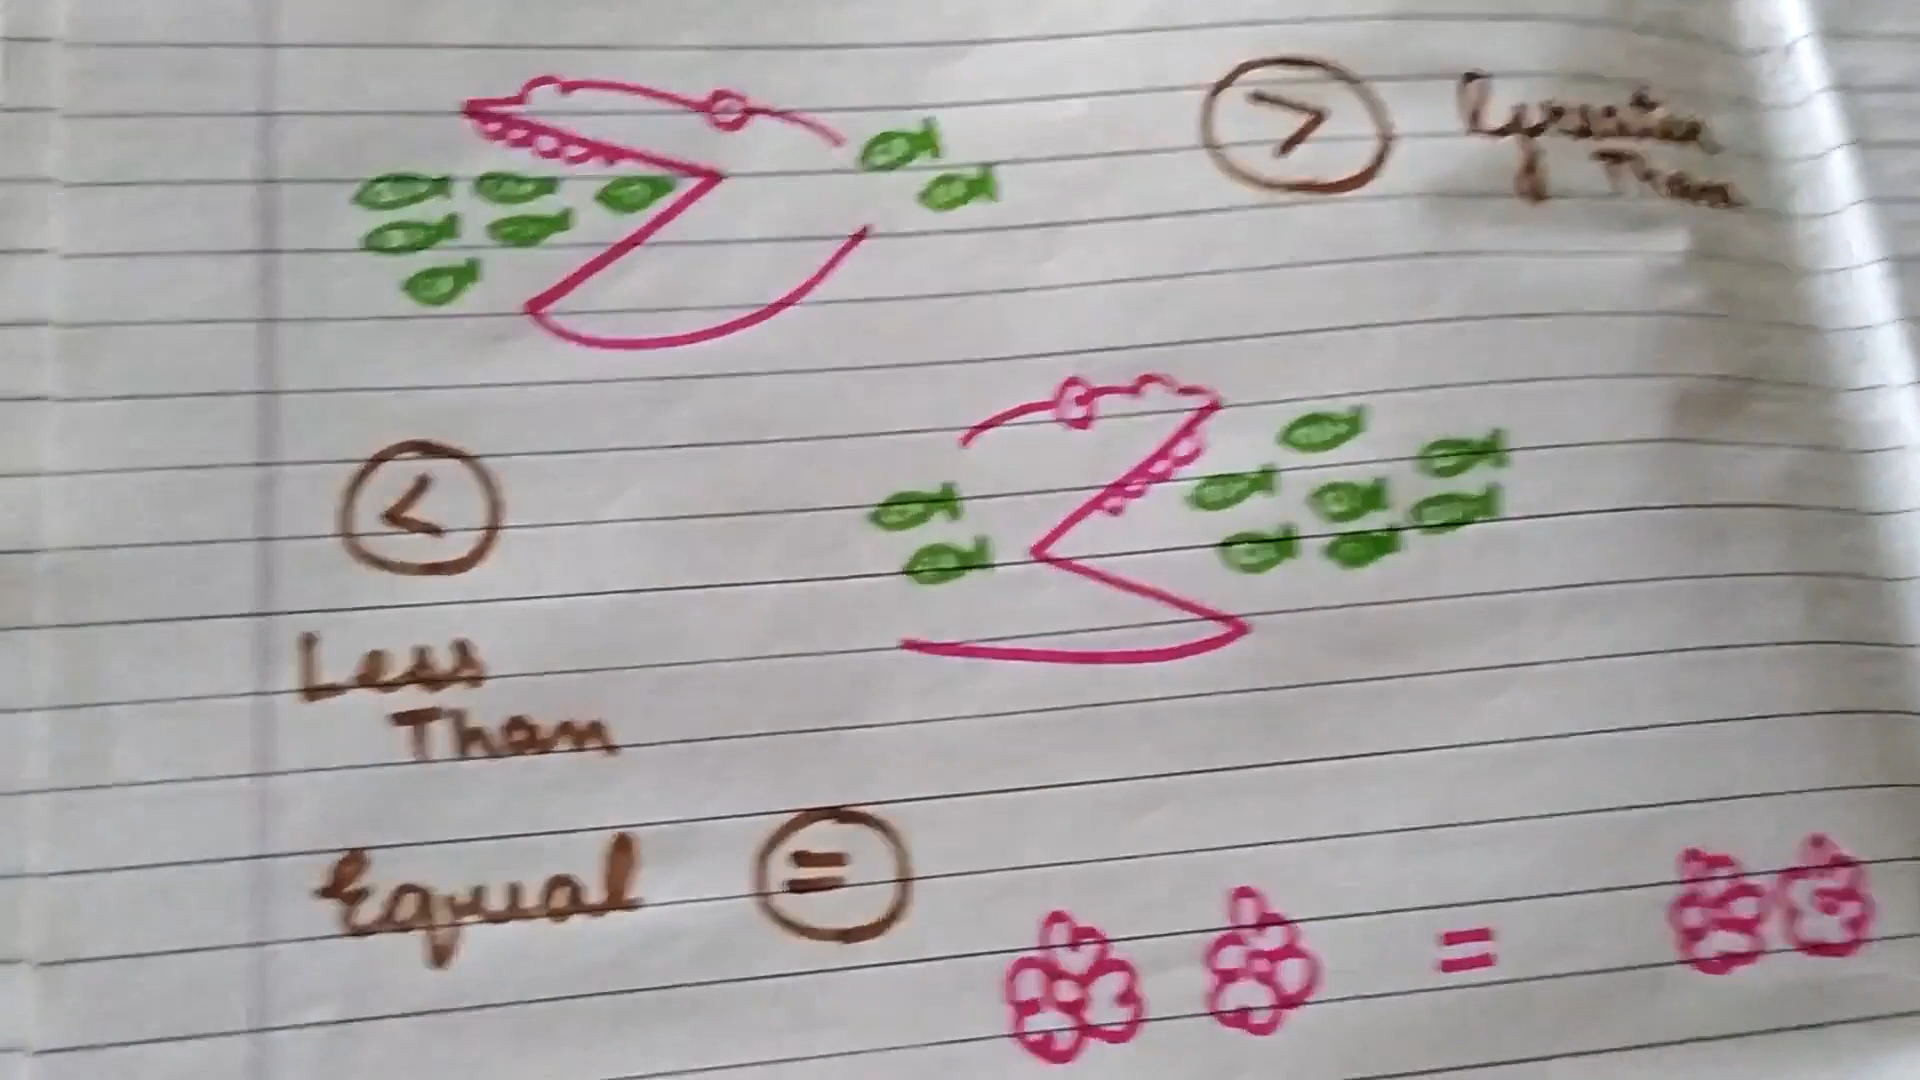 > Greater
Than
<
Less
Than
Equal =
=